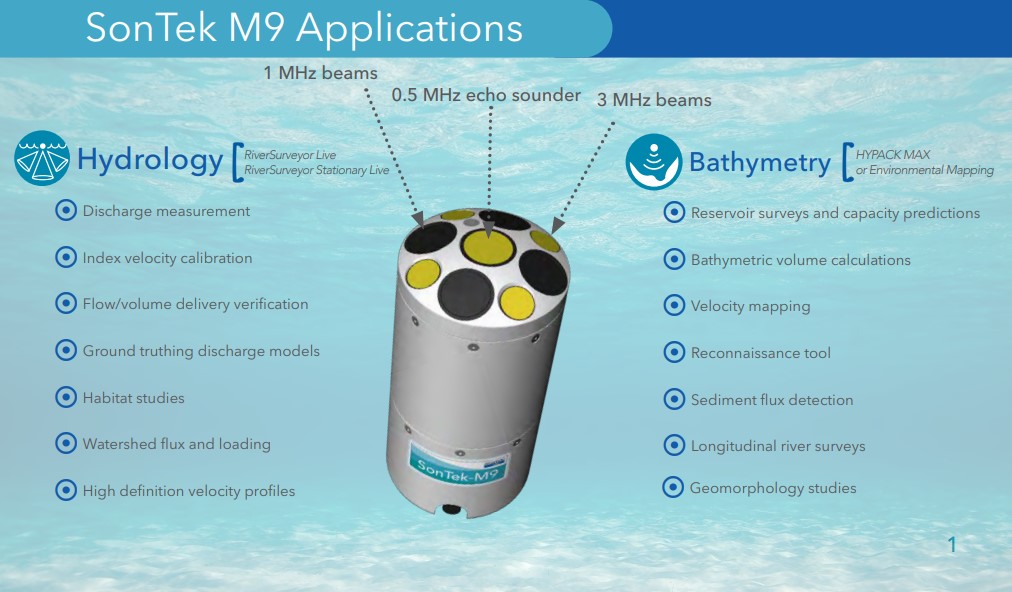 SonTek M9 Applications
1 MHz beams
0.5 MHz echo sounder
3 MHz beams
Hydrology
RiverSurveyor Live
RiverSurveyor Stationary Live
Discharge measurement
Index velocity calibration
Flow/volume delivery verification
Ground truthing discharge models
Habitat studies
Watershed flux and loading
High definition velocity profiles
SonTek-M9
Bathymetry
HYPACK MAX
or Environmental Mapping
Reservoir surveys and capacity predictions
Bathymetric volume calculations
Velocity mapping
Reconnaissance tool
Sediment flux detection
Longitudinal river surveys
Geomorphology studies
1